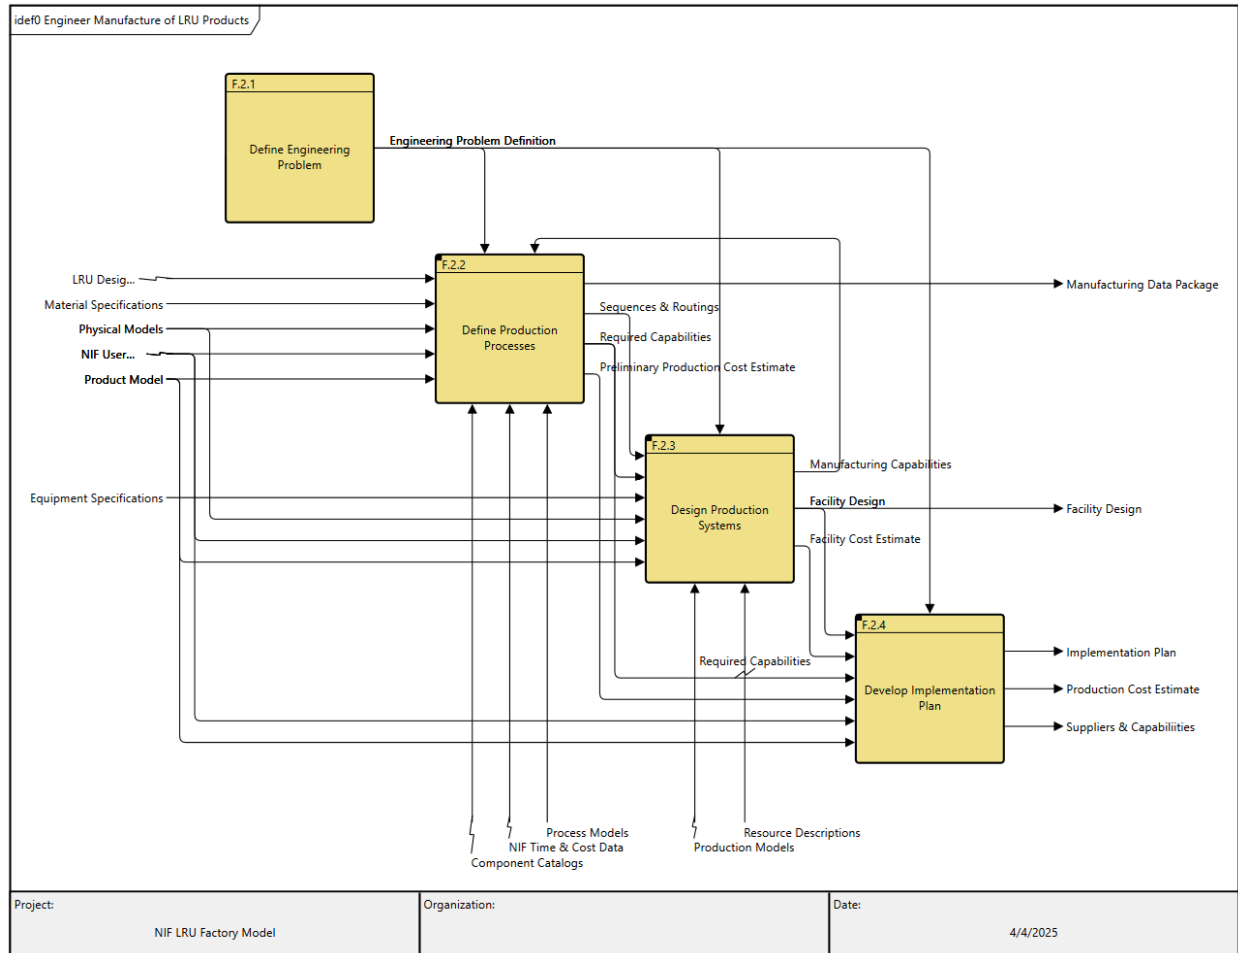 idef0 Engineer Manufacture of LRU Products
F.2.1
Define Engineering
Problem
Engineering Problem Definition
F.2.2
Define Production
Processes
LRU Desig...
Material Specifications
Physical Models
NIF User...
Product Model
Manufacturing Data Package
Sequences & Routings
Required Capabilities
Preliminary Production Cost Estimate
F.2.3
Design Production
Systems
Equipment Specifications
Manufacturing Capabilities
Facility Design
Facility Design
Facility Cost Estimate
F.2.4
Develop Implementation
Plan
Required Capabilities
Implementation Plan
Production Cost Estimate
Suppliers & Capabiliities
Process Models
NIF Time & Cost Data
Component Catalogs
Resource Descriptions
Production Models
Project:
NIF LRU Factory Model
Organization:
Date:
4/4/2025